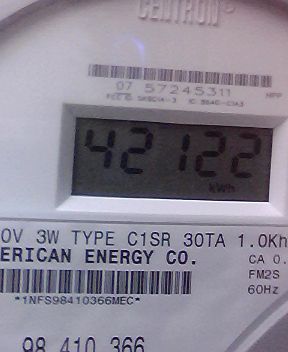 CENTRON®
07 57245311
NPP
42122
kWh
0V 3W TYPE C1SR 30TA 1.0Kh
ERICAN ENERGY CO.
CA 0.
FM2S
*1NFS98410366MEC*
60Hz
98 410 366